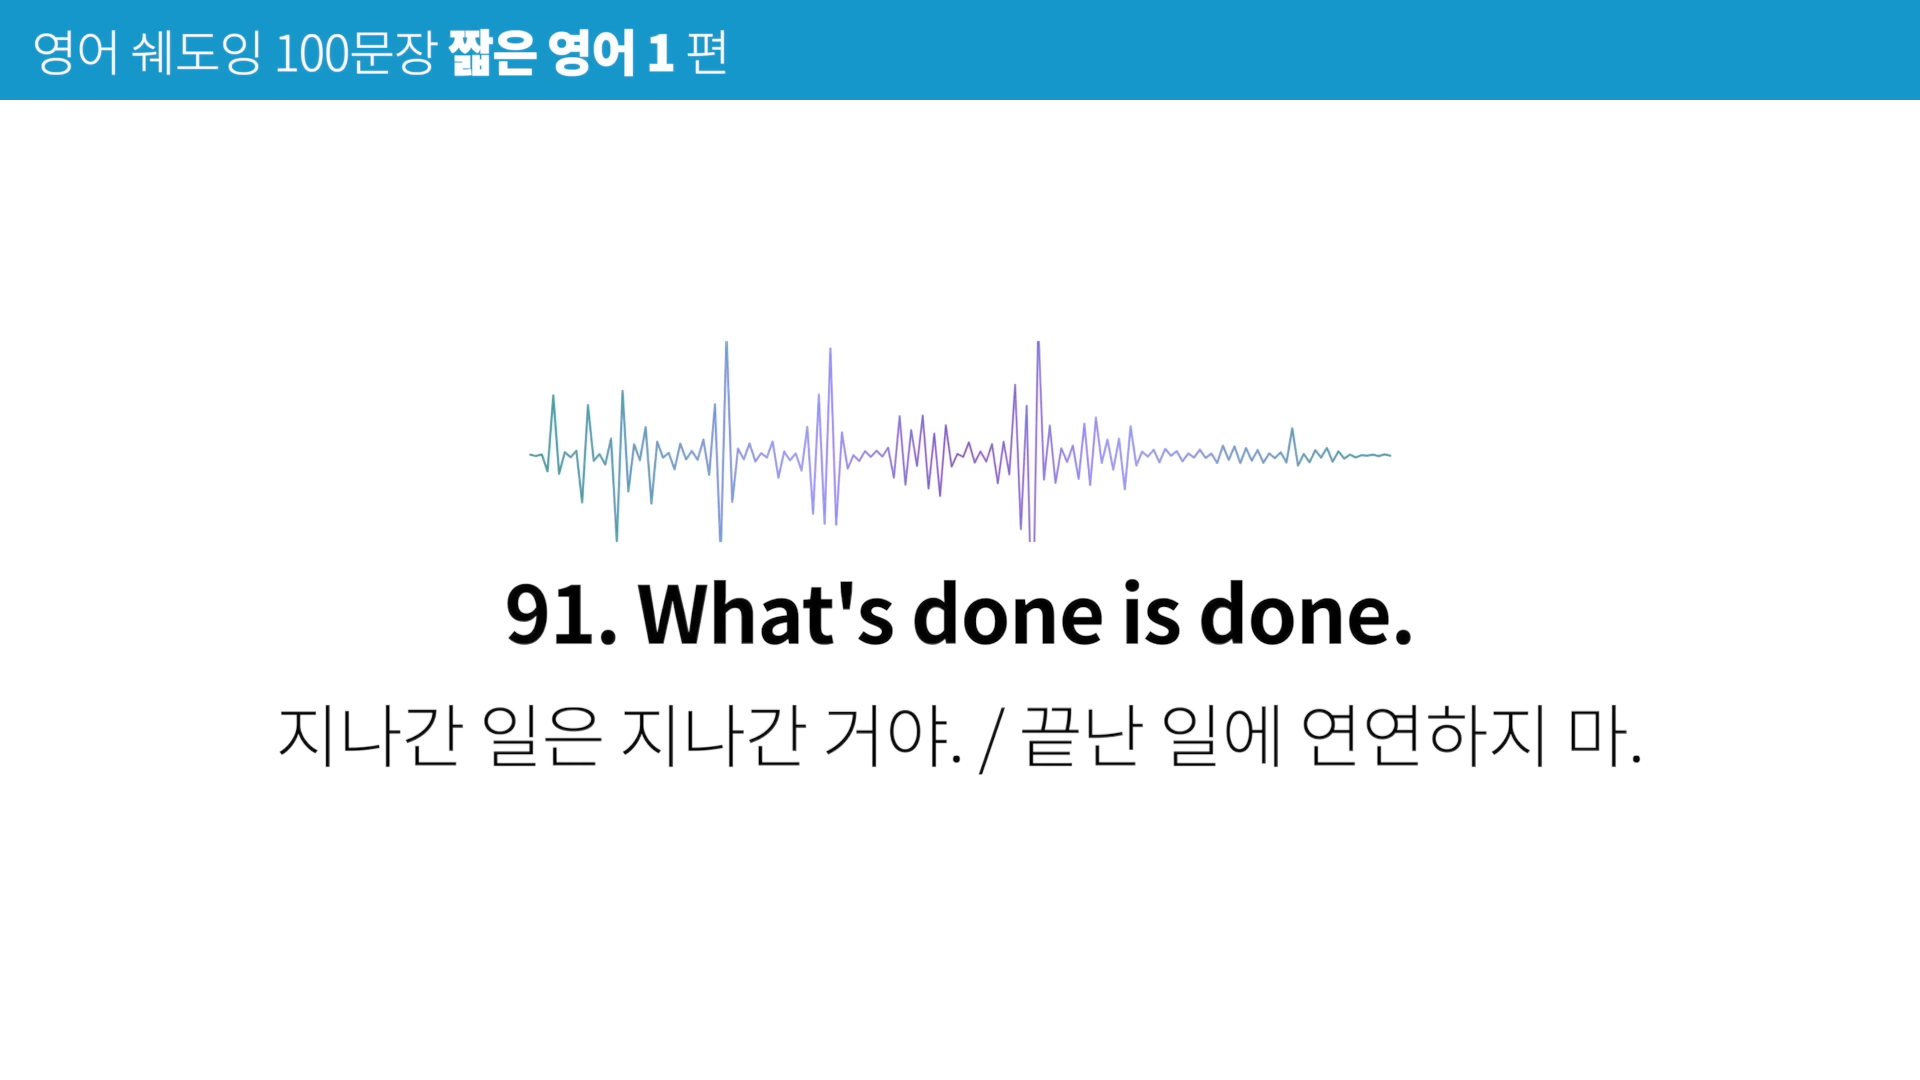 영어 쉐도잉 100문장 짧은 영어 1 편
91. What's done is done.
지나간 일은 지나간 거야. / 끝난 일에 연연하지 마.